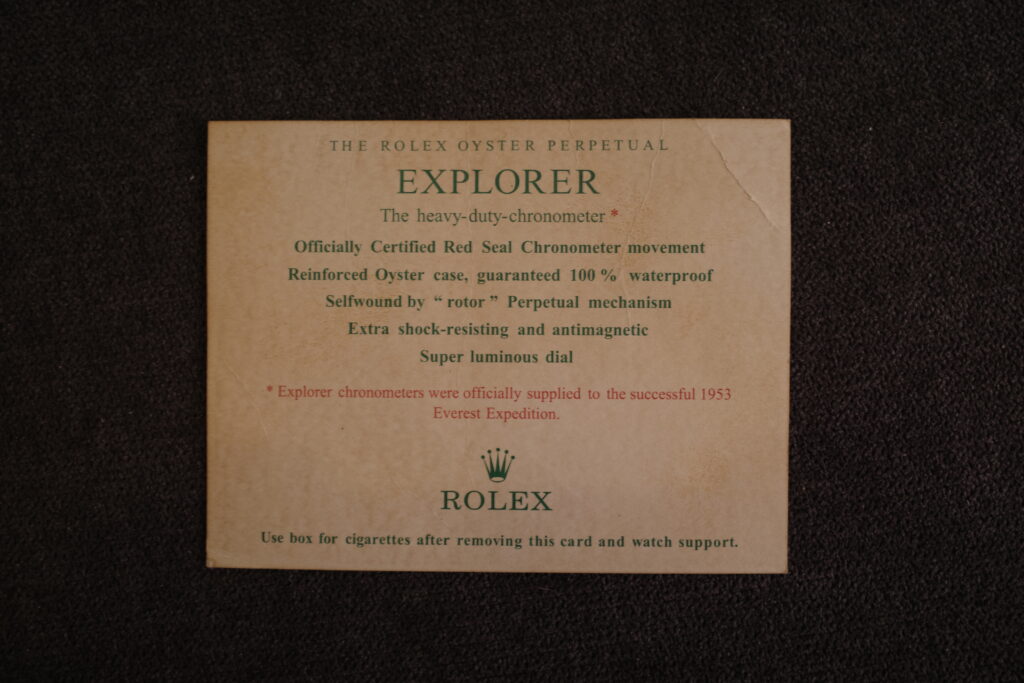 THE ROLEX OYSTER PERPETUAL
EXPLORER
The heavy-duty-chronometer *
Officially Certified Red Seal Chronometer movement
Reinforced Oyster case, guaranteed 100 % waterproof
Selfwound by “ rotor ” Perpetual mechanism
Extra shock-resisting and antimagnetic
Super luminous dial
* Explorer chronometers were officially supplied to the successful 1953
Everest Expedition.
ROLEX
Use box for cigarettes after removing this card and watch support.